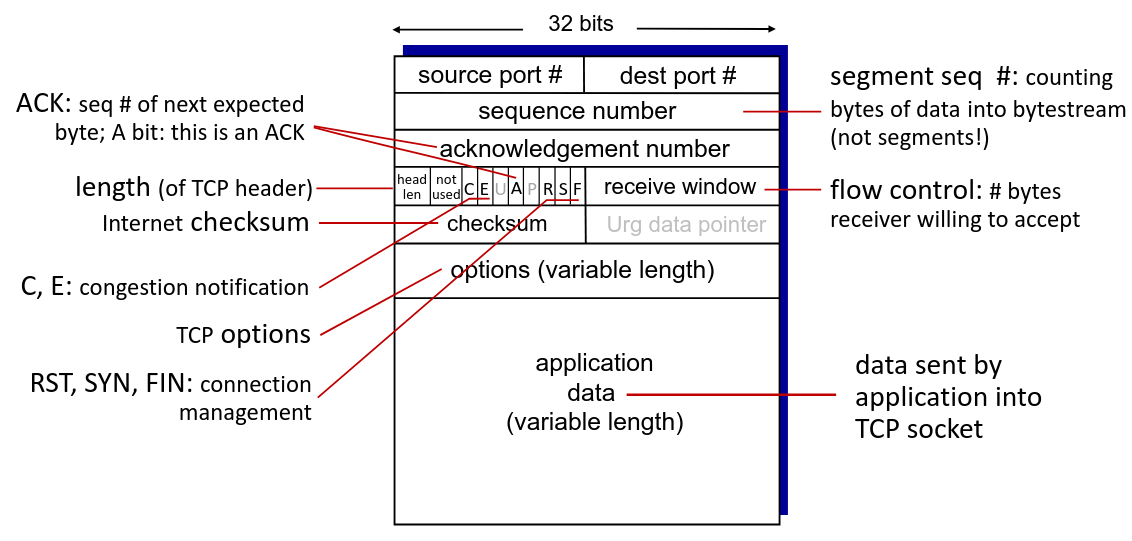 32 bits
source port #
dest port #
segment seq  #: counting
bytes of data into bytestream
(not segments!)
ACK: seq # of next expected
byte; A bit: this is an ACK
sequence number
acknowledgement number
length (of TCP header)
head
len
not
used
C
E
U
A
P
R
S
F
receive window
flow control: # bytes
receiver willing to accept
Internet checksum
checksum
Urg data pointer
C, E: congestion notification
options (variable length)
TCP options
RST, SYN, FIN: connection
management
application
data
(variable length)
data sent by
application into
TCP socket